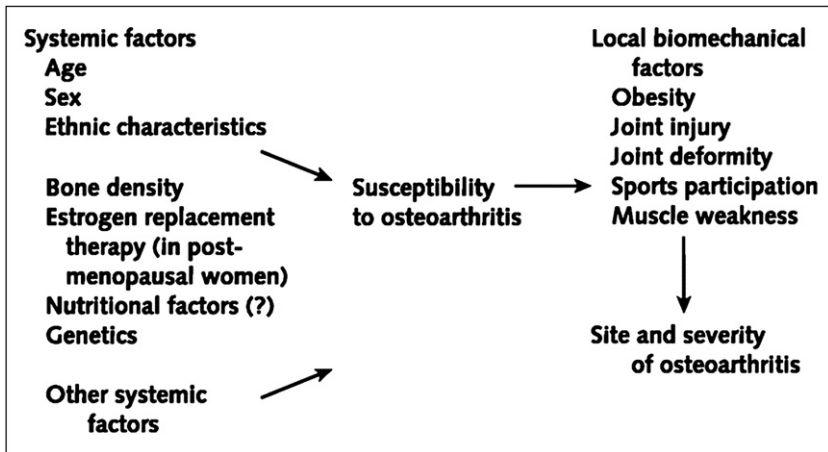 Systemic factors
Age
Sex
Ethnic characteristics
Bone density
Estrogen replacement
therapy (in post-
menopausal women)
Nutritional factors (?)
Genetics
Other systemic
factors
Susceptibility
to osteoarthritis
Local biomechanical
factors
Obesity
Joint injury
Joint deformity
Sports participation
Muscle weakness
Site and severity
of osteoarthritis